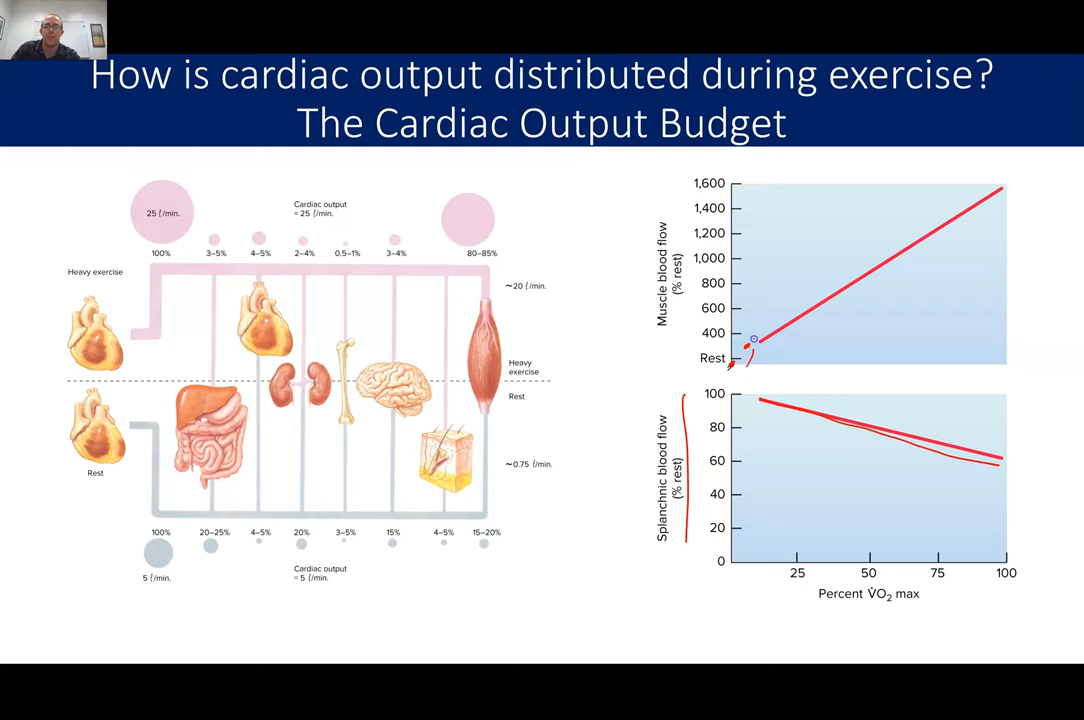 How is cardiac output distributed during exercise?
The Cardiac Output Budget
25 ℓ/min.
Cardiac output
= 25 ℓ/min.
100%
3–5%
4–5%
2–4%
0.5–1%
3–4%
80–85%
Heavy exercise
~20 ℓ/min.
Heavy
exercise
Rest
Rest
~0.75 ℓ/min.
100%
20–25%
4–5%
20%
3–5%
15%
4–5%
15–20%
5 ℓ/min.
Cardiac output
= 5 ℓ/min.
Muscle blood flow
(% rest)
1,600
1,400
1,200
1,000
800
600
400
Rest
Splanchnic blood flow
(% rest)
100
80
60
40
20
0
25
50
75
100
Percent V̇O₂ max